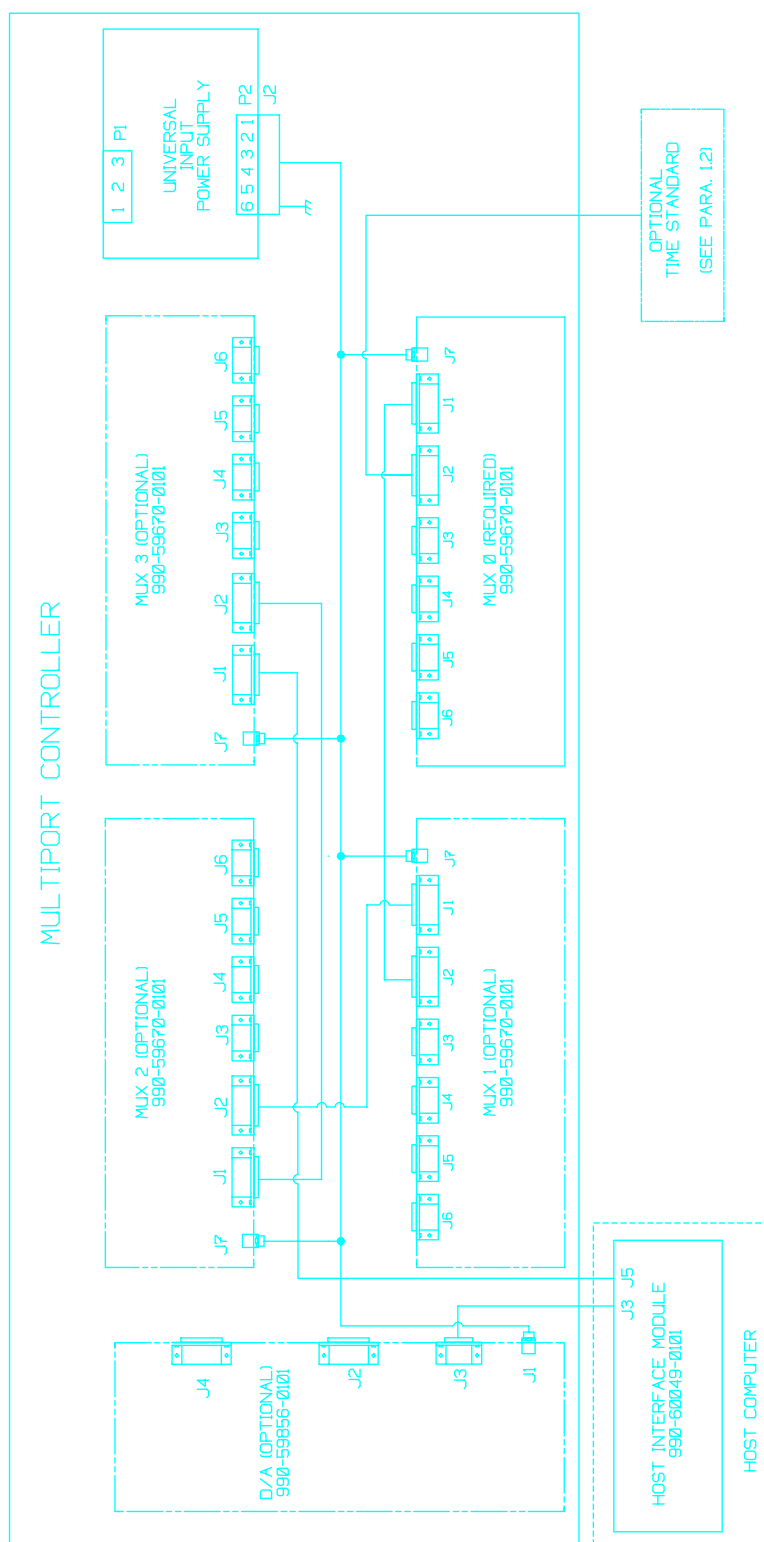 MULTIPORT CONTROLLER
1 2 3 P1
UNIVERSAL
INPUT
POWER SUPPLY
6 5 4 3 2 1 P2
J2
OPTIONAL
TIME STANDARD
(SEE PARA. 1.2)
MUX 3 (OPTIONAL)
990-59670-0101
J7 J1 J2 J3 J4 J5 J6
MUX 0 (REQUIRED)
990-59670-0101
J6 J5 J4 J3 J2 J1 J7
MUX 2 (OPTIONAL)
990-59670-0101
J7 J1 J2 J3 J4 J5 J6
MUX 1 (OPTIONAL)
990-59670-0101
J6 J5 J4 J3 J2 J1 J7
D/A (OPTIONAL)
990-59856-0101
J4
J2
J3
J1
J3 J5
HOST INTERFACE MODULE
990-60049-0101
HOST COMPUTER